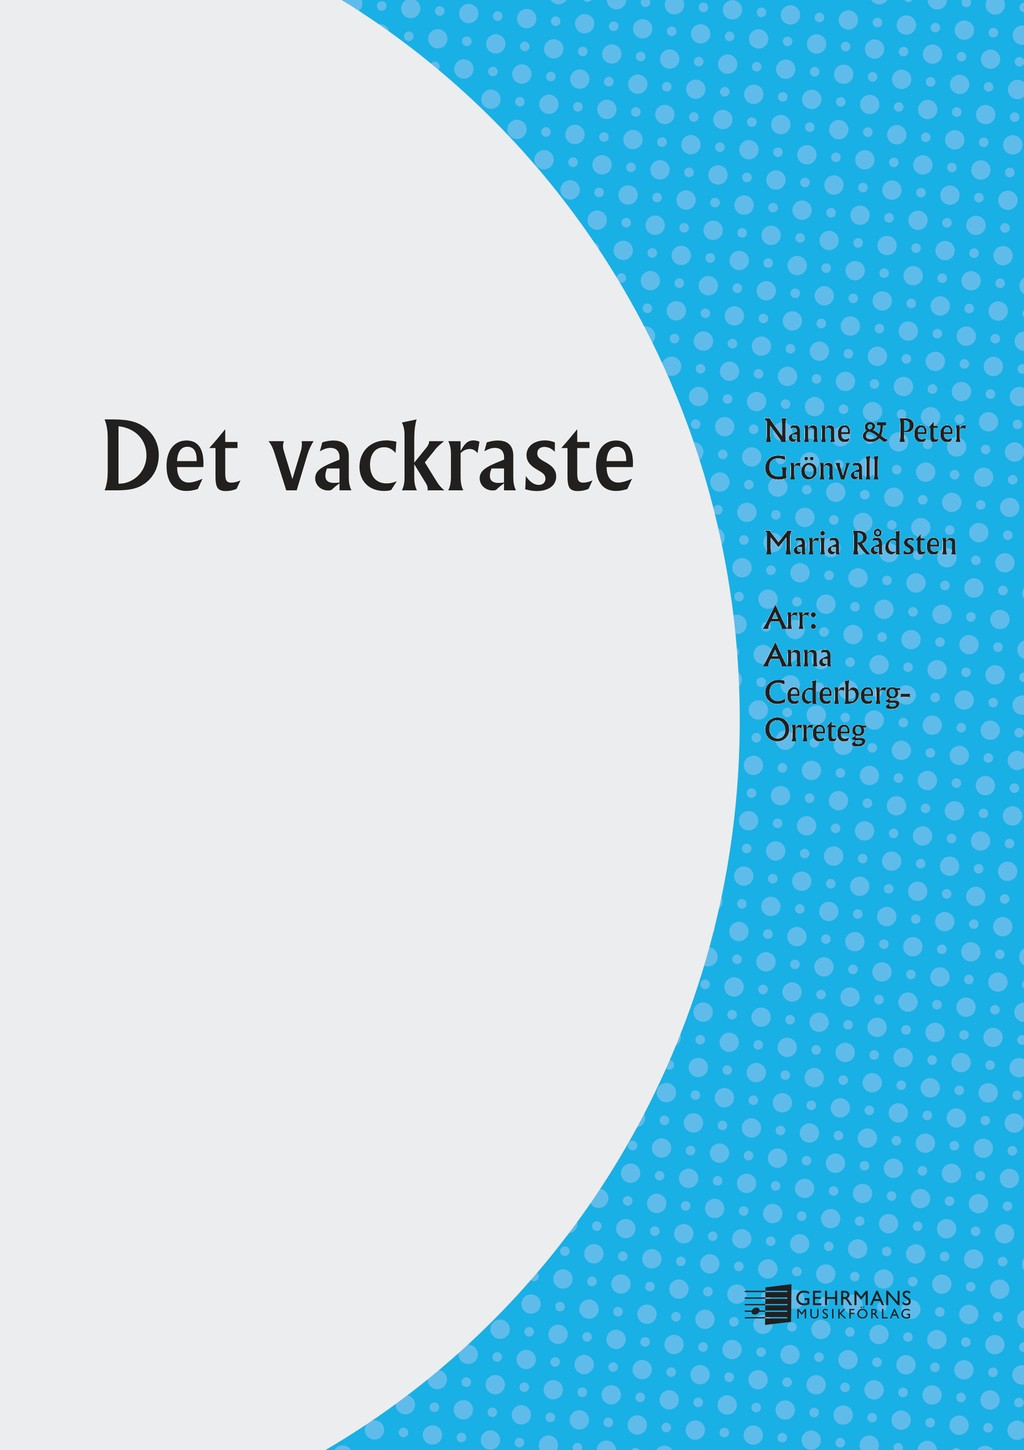 Det vackraste
Nanne & Peter
Grönvall
Maria Rådsten
Arr:
Anna
Cederberg-
Orreteg
GEHRMANS
MUSIKFÖRLAG